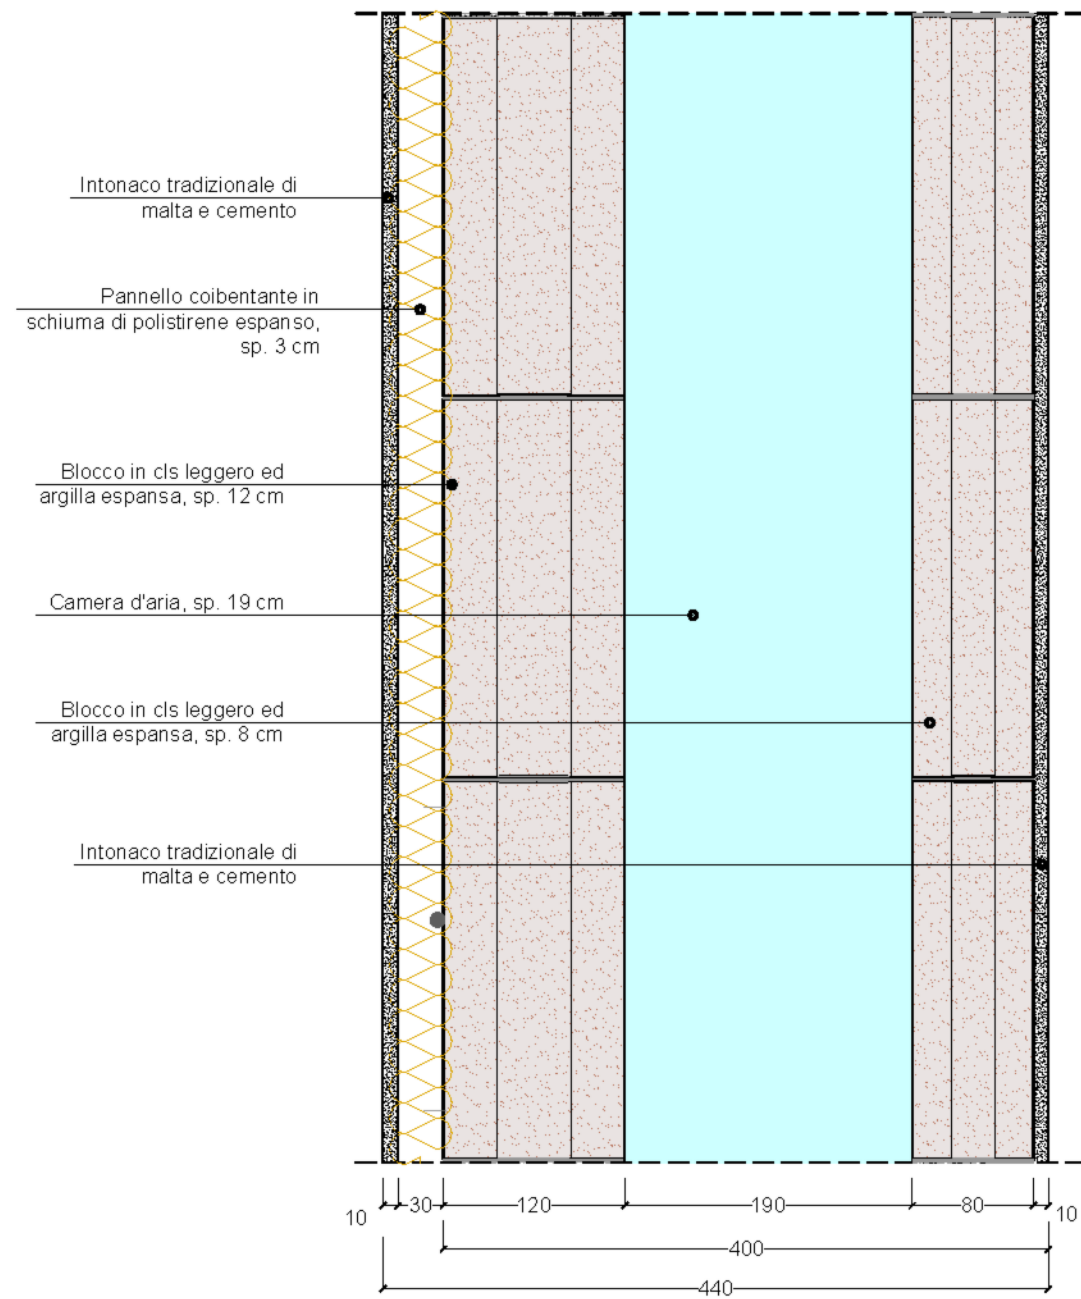 Intonaco tradizionale di
malta e cemento
Pannello coibentante in
schiuma di polistirene espanso,
sp. 3 cm
Blocco in cls leggero ed
argilla espansa, sp. 12 cm
Camera d'aria, sp. 19 cm
Blocco in cls leggero ed
argilla espansa, sp. 8 cm
Intonaco tradizionale di
malta e cemento
10 30 120 190 80 10
400
440